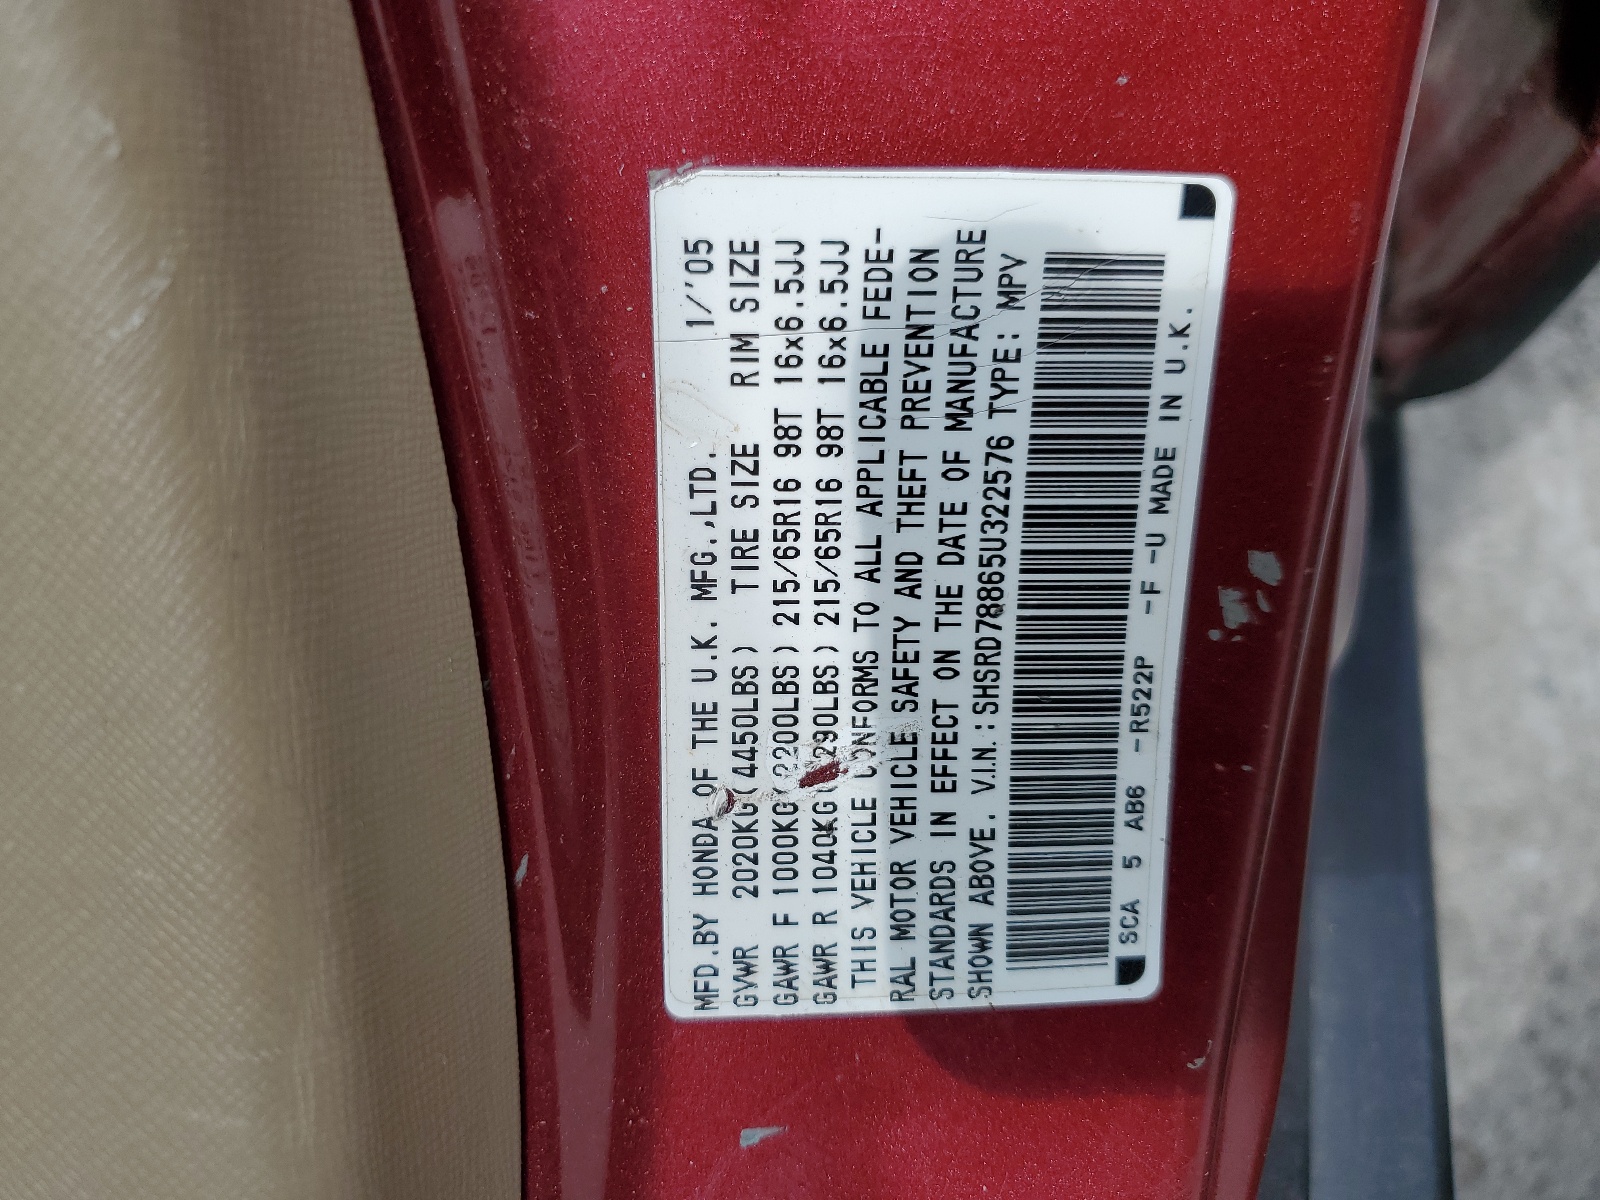 MFD.BY HONDA OF THE U.K. MFG.,LTD. 1/'05
GVWR 2020KG(4450LBS) TIRE SIZE RIM SIZE
GAWR F 1000KG(2200LBS) 215/65R16 98T 16x6.5JJ
GAWR R 1040KG(2290LBS) 215/65R16 98T 16x6.5JJ
THIS VEHICLE CONFORMS TO ALL APPLICABLE FEDE-
RAL MOTOR VEHICLE SAFETY AND THEFT PREVENTION
STANDARDS IN EFFECT ON THE DATE OF MANUFACTURE
SHOWN ABOVE. V.I.N.:SHSRD78865U322576 TYPE: MPV
SCA 5 AB6 -R522P -F -U MADE IN U.K.